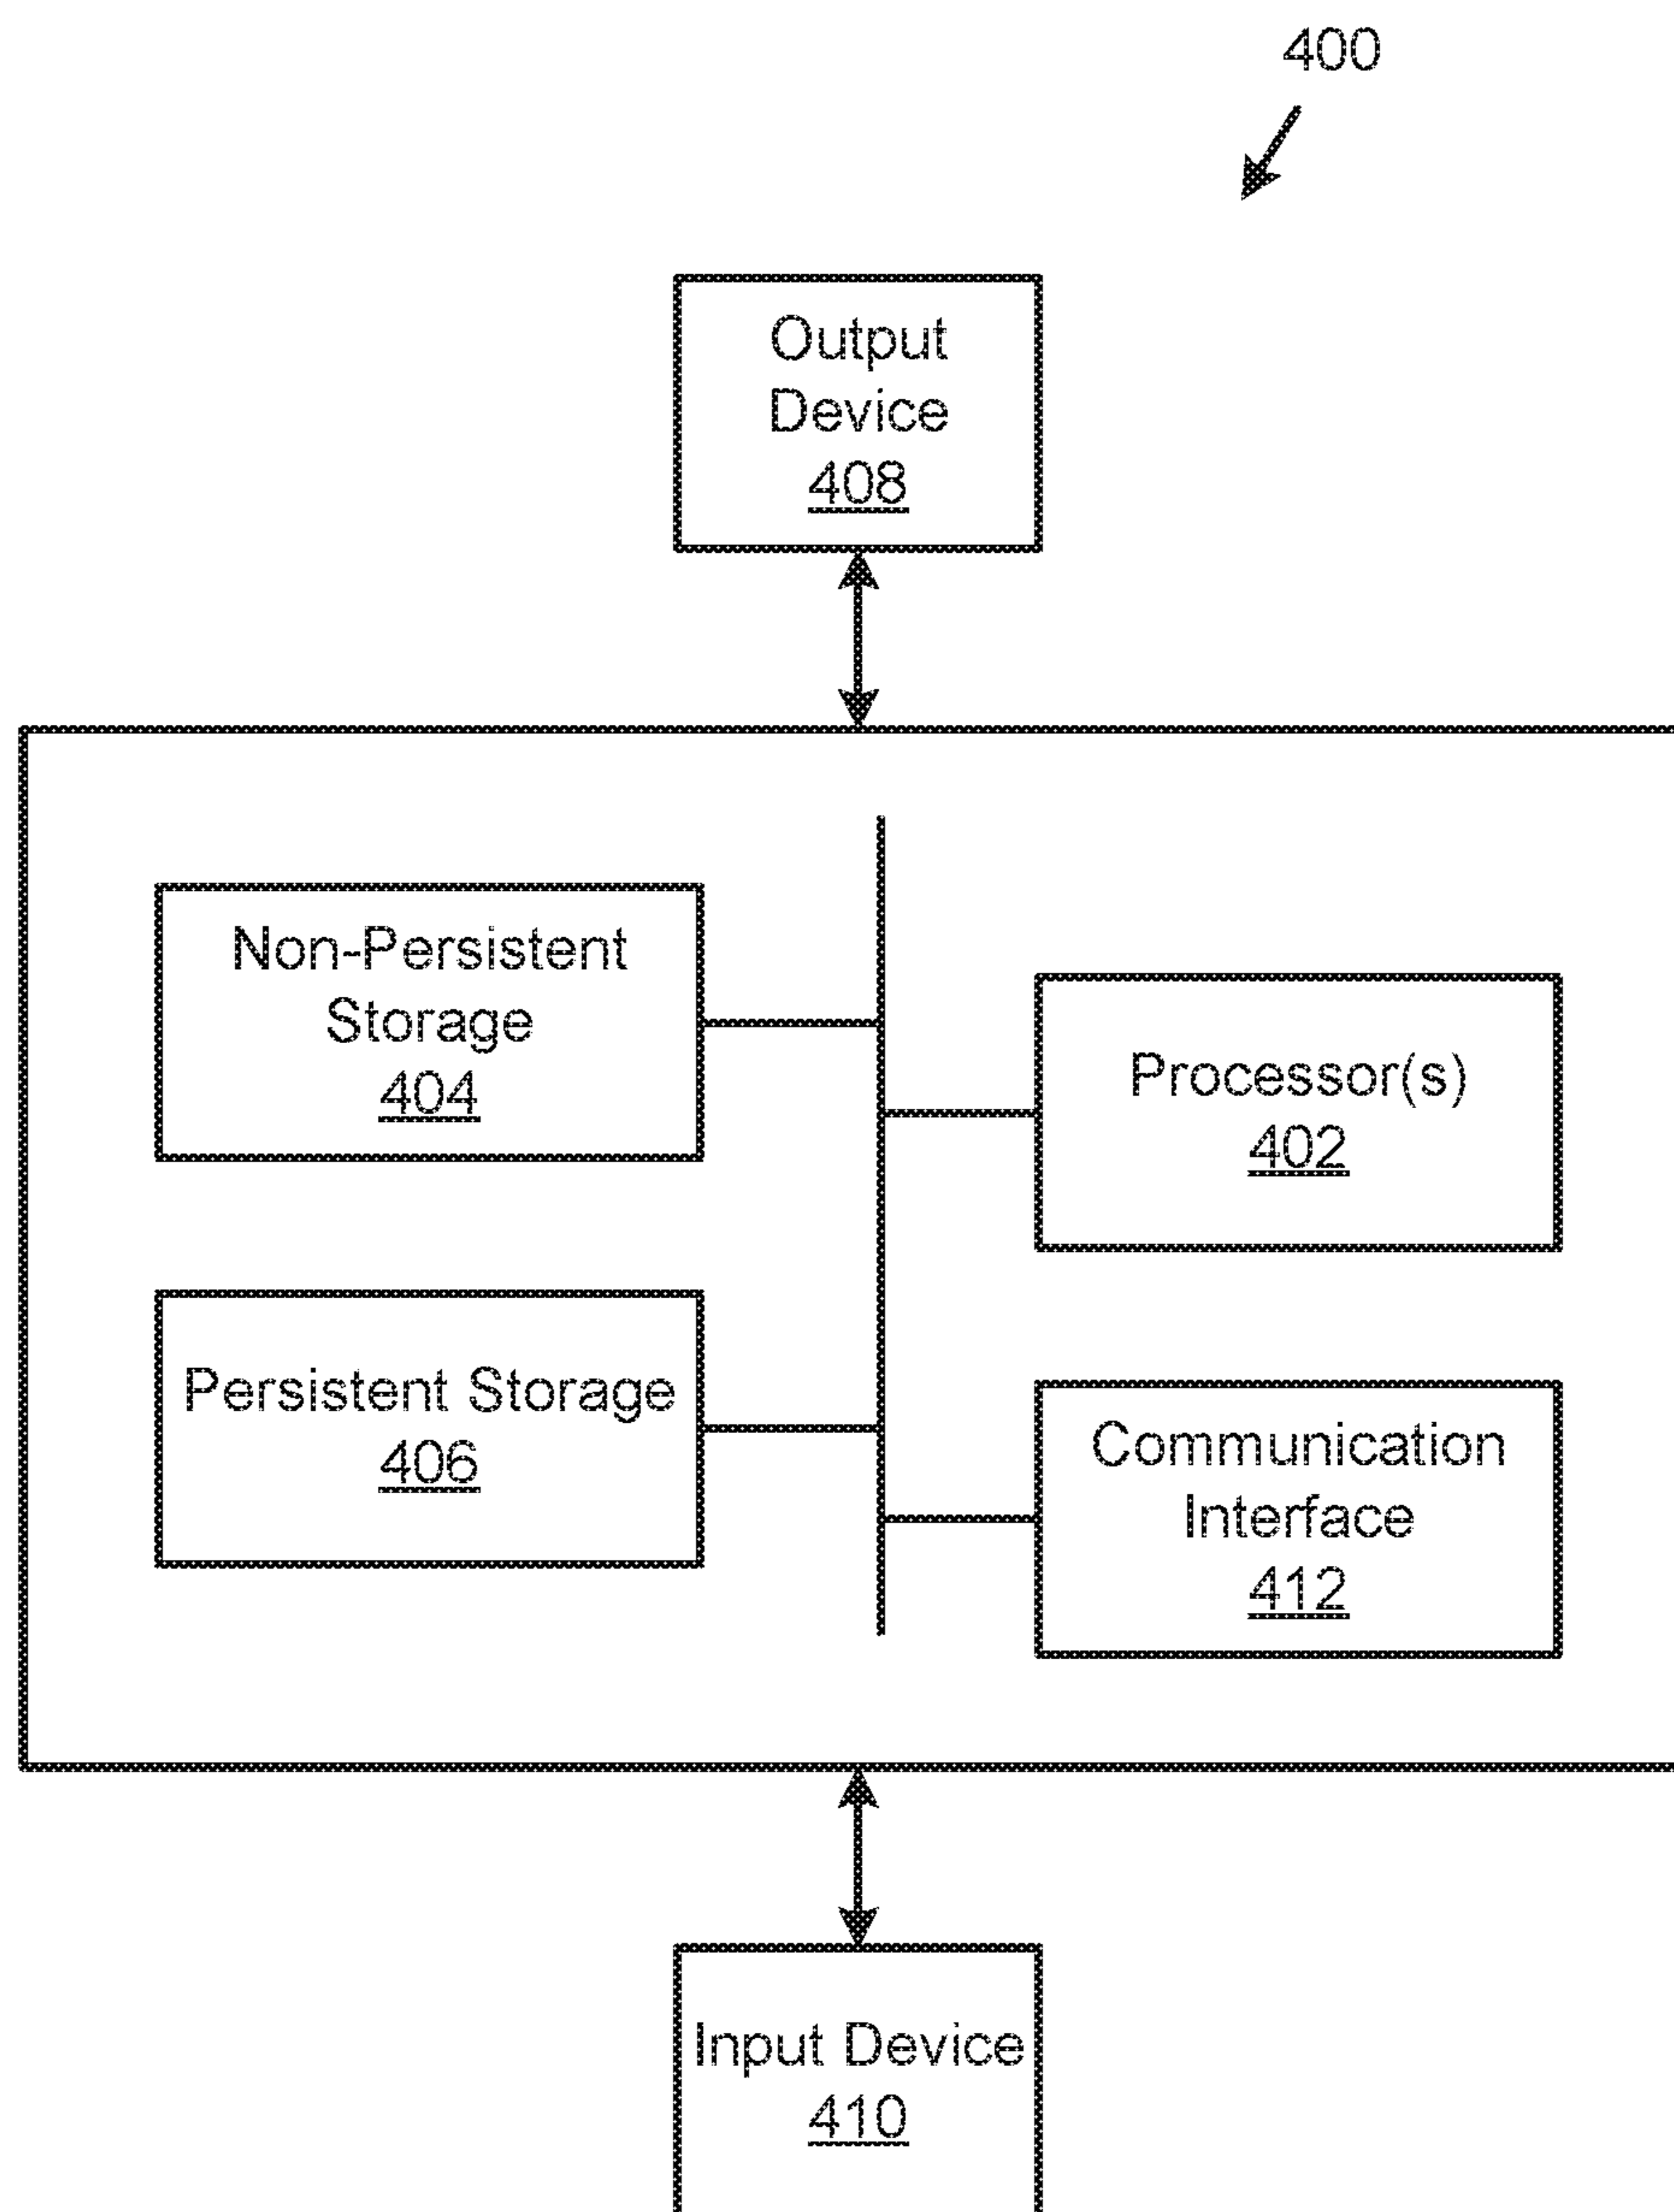 400
Output
Device
408
Non-Persistent
Storage
404
Processor(s)
402
Persistent Storage
406
Communication
Interface
412
Input Device
410